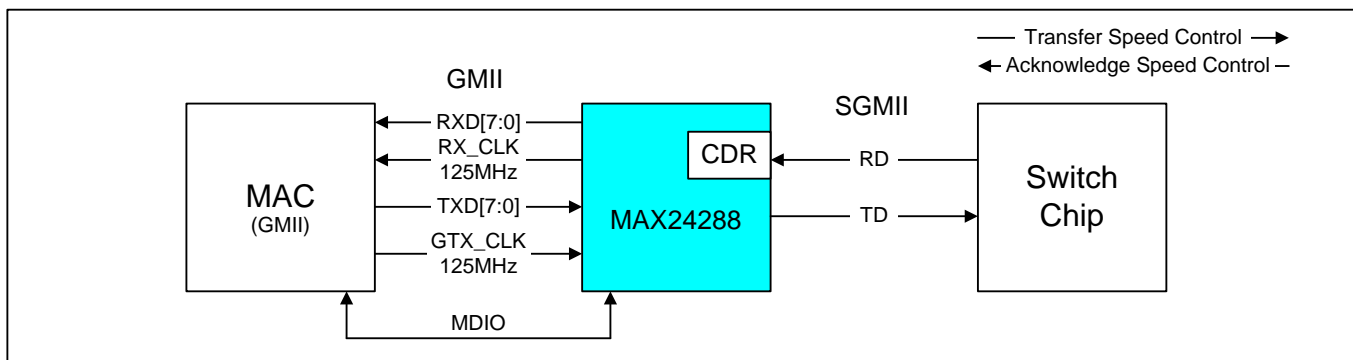 Transfer Speed Control
Acknowledge Speed Control
GMII
SGMII
RXD[7:0]
RX_CLK
125MHz
TXD[7:0]
GTX_CLK
125MHz
MAC
(GMII)
CDR
MAX24288
RD
TD
Switch
Chip
MDIO